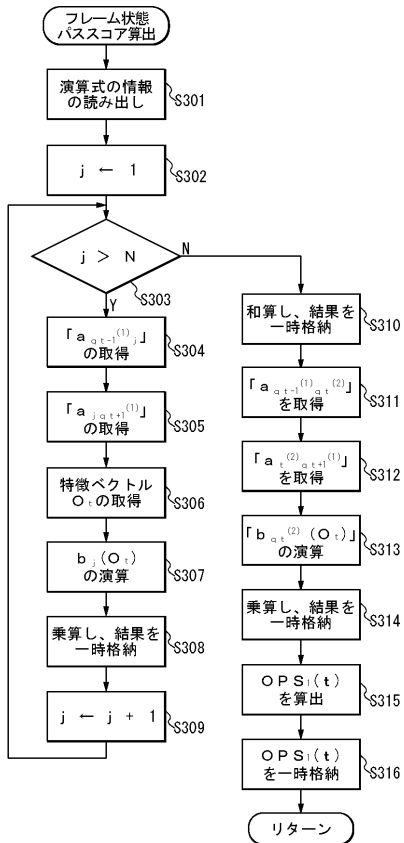 フレーム状態
パススコア算出
演算式の情報
の読み出し
S301
j ← 1
S302
j > N
N
Y
S303
「a qt-1 (1) j」
の取得
S304
「a j qt+1 (1)」
の取得
S305
特徴ベクトル
Otの取得
S306
bj(Ot)
の演算
S307
乗算し、結果を
一時格納
S308
j ← j + 1
S309
和算し、結果を
一時格納
S310
「a qt-1 (1) qt (2)」
を取得
S311
「a t (2) qt+1 (1)」
を取得
S312
「b qt (2) (Ot)」
の演算
S313
乗算し、結果を
一時格納
S314
OPS1(t)
を算出
S315
OPS1(t)
を一時格納
S316
リターン